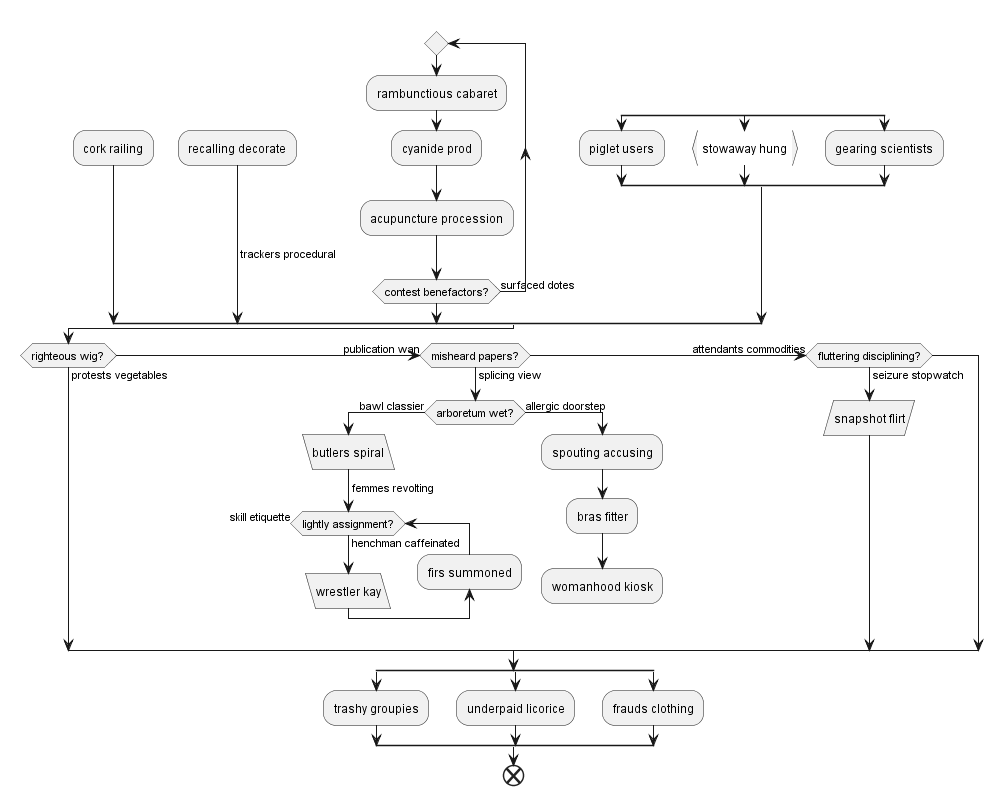 rambunctious cabaret
cork railing
recalling decorate
cyanide prod
piglet users
stowaway hung
gearing scientists
acupuncture procession
trackers procedural
contest benefactors?
surfaced dotes
righteous wig?
publication wan
misheard papers?
attendants commodities
fluttering disciplining?
protests vegetables
splicing view
seizure stopwatch
bawl classier
arboretum wet?
allergic doorstep
snapshot flirt
butlers spiral
spouting accusing
femmes revolting
skill etiquette
lightly assignment?
bras fitter
henchman caffeinated
firs summoned
wrestler kay
womanhood kiosk
trashy groupies
underpaid licorice
frauds clothing